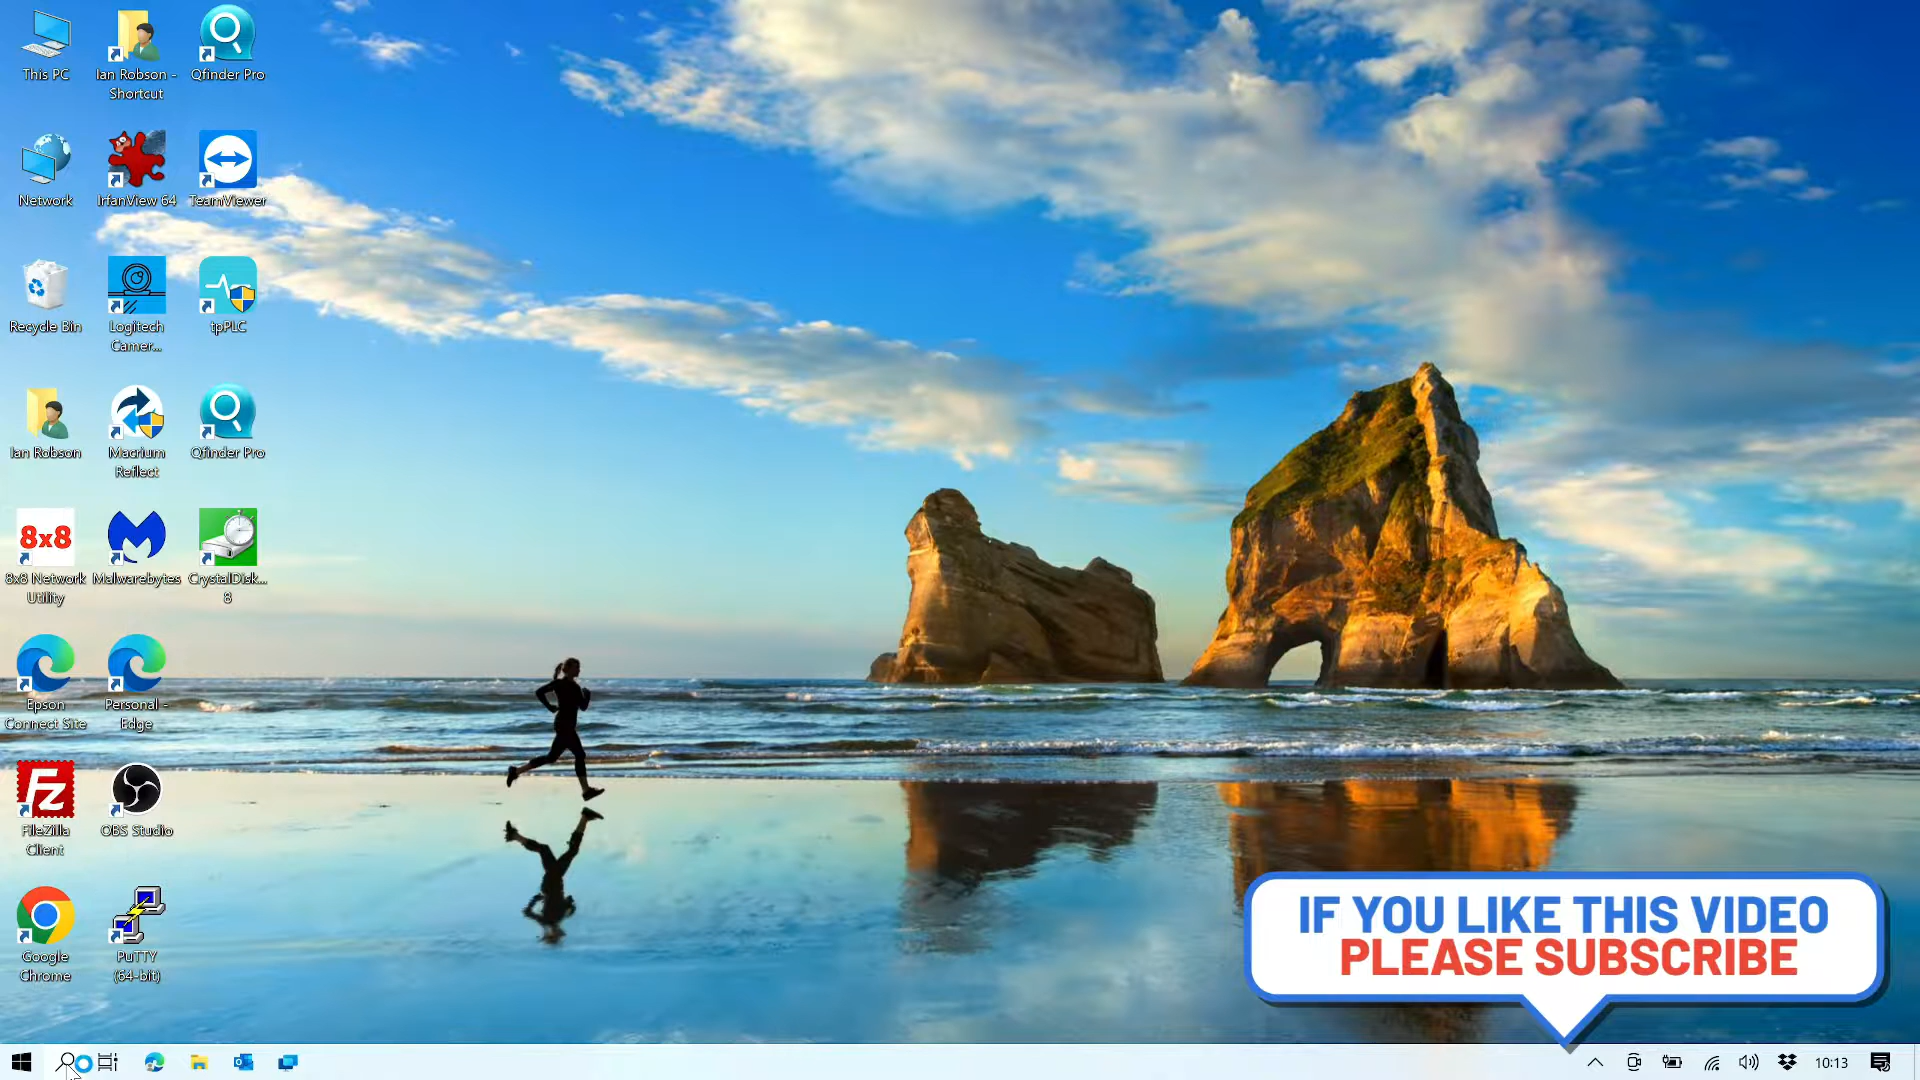 This PC
Ian Robson -
Shortcut
Qfinder Pro
Network
IrfanView 64
TeamViewer
Recycle Bin
Logitech
Camer...
tpPLC
Ian Robson
Macrium
Reflect
Qfinder Pro
8x8
8x8 Network
Utility
Malwarebytes
CrystalDisk...
8
Epson
Connect Site
Personal -
Edge
Fz
FileZilla
Client
OBS Studio
Google
Chrome
PuTTY
(64-bit)
IF YOU LIKE THIS VIDEO
PLEASE SUBSCRIBE
10:13